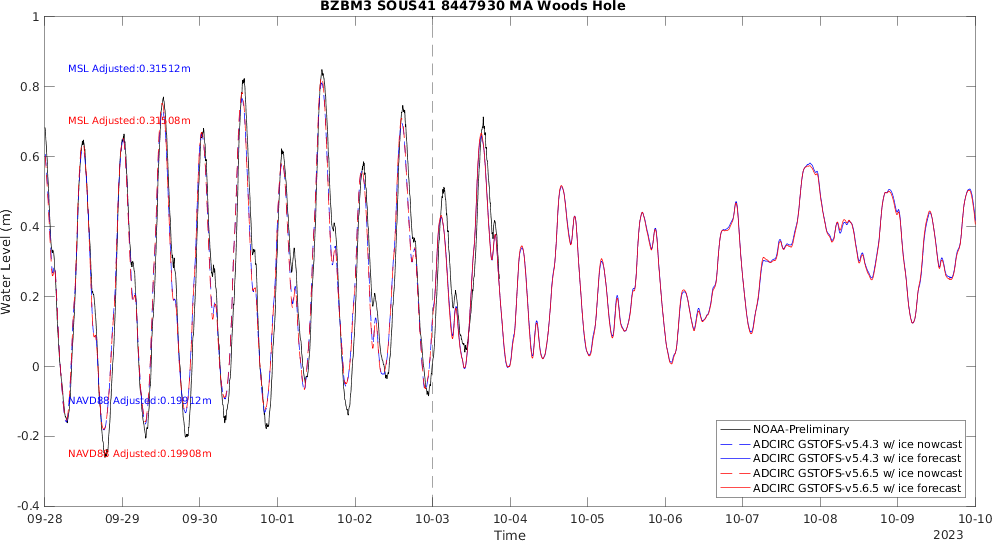 BZBM3 SOUS41 8447930 MA Woods Hole
1
0.8
0.6
0.4
0.2
0
-0.2
-0.4
Water Level (m)
MSL Adjusted:0.31512m
MSL Adjusted:0.31508m
NAVD88 Adjusted:0.19912m
NAVD88 Adjusted:0.19908m
NOAA-Preliminary
ADCIRC GSTOFS-v5.4.3 w/ ice nowcast
ADCIRC GSTOFS-v5.4.3 w/ ice forecast
ADCIRC GSTOFS-v5.6.5 w/ ice nowcast
ADCIRC GSTOFS-v5.6.5 w/ ice forecast
09-28 09-29 09-30 10-01 10-02 10-03 10-04 10-05 10-06 10-07 10-08 10-09 10-10
Time
2023